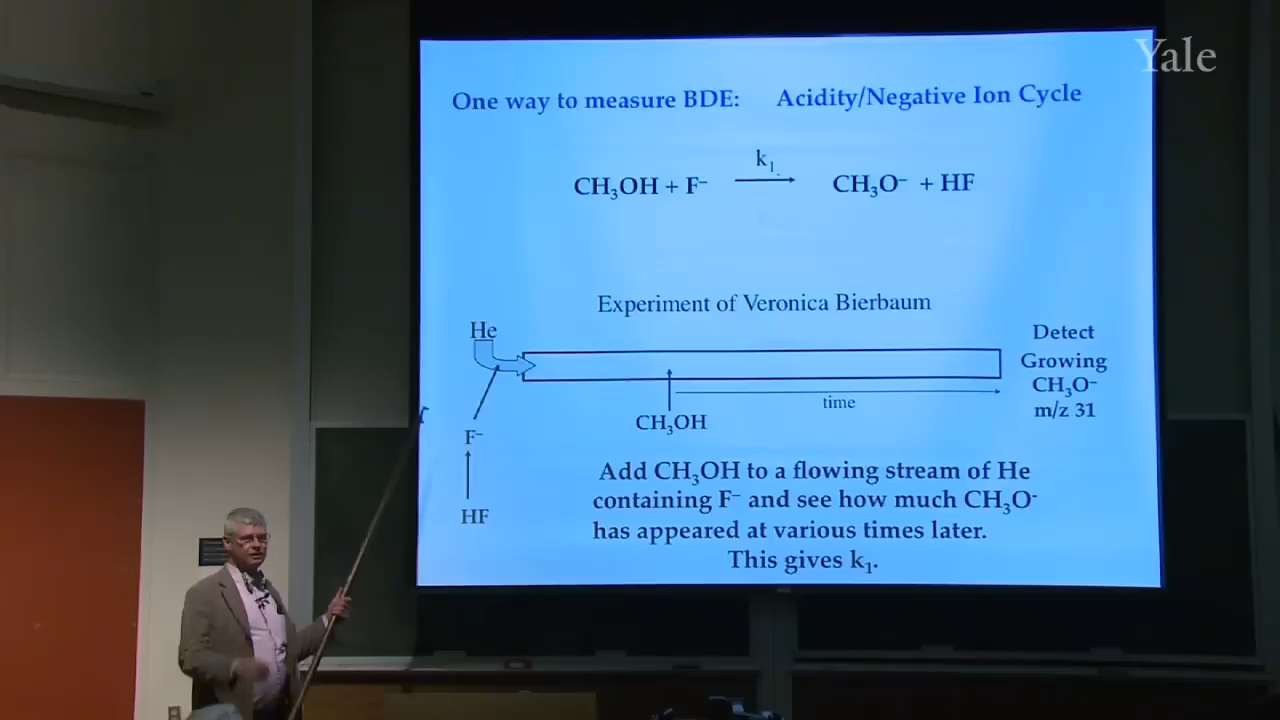 Yale
One way to measure BDE: Acidity/Negative Ion Cycle
k₁
CH₃OH + F⁻ CH₃O⁻ + HF
Experiment of Veronica Bierbaum
He
Detect
Growing
CH₃O⁻
m/z 31
time
CH₃OH
F⁻
HF
Add CH₃OH to a flowing stream of He
containing F⁻ and see how much CH₃O⁻
has appeared at various times later.
This gives k₁.